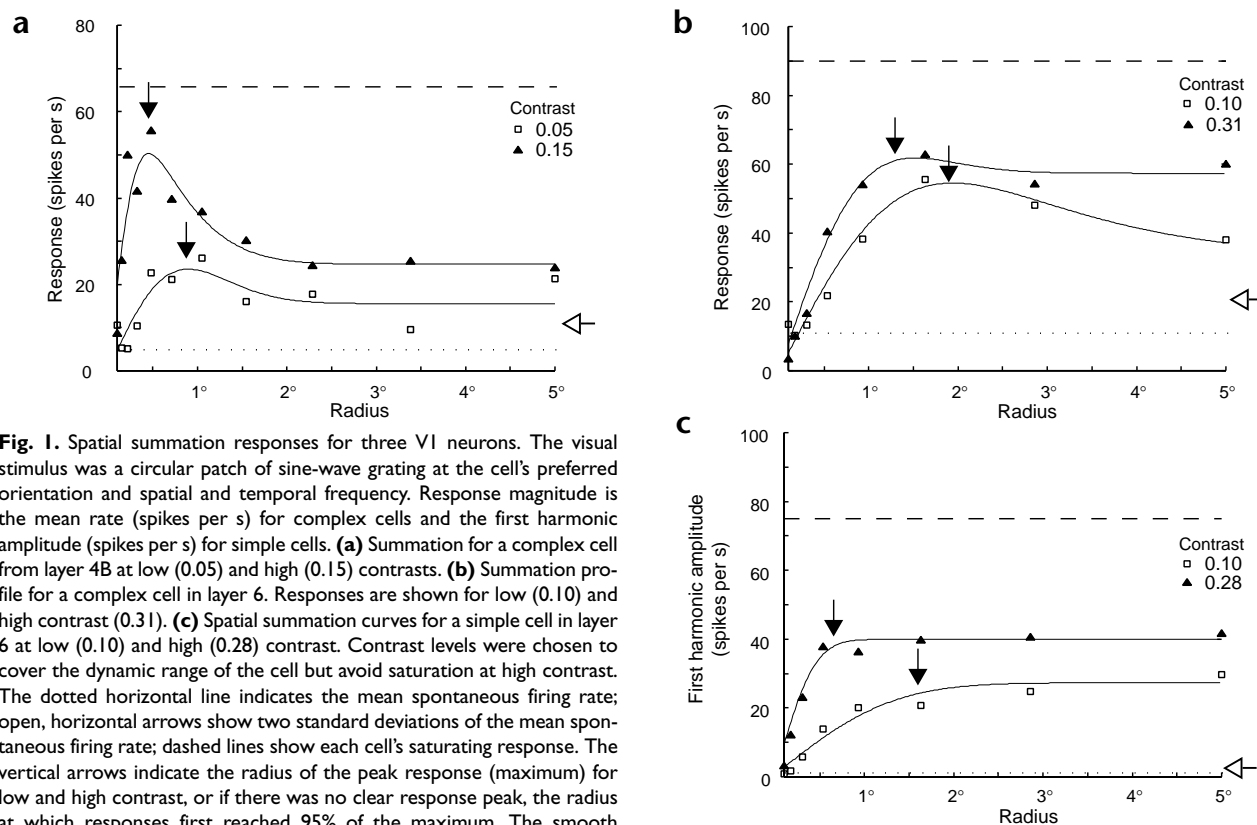 a
80
60
40
20
0
Response (spikes per s)
Contrast
0.05
0.15
1° 2° 3° 4° 5°
Radius
b
100
80
60
40
20
0
Response (spikes per s)
Contrast
0.10
0.31
1° 2° 3° 4° 5°
Radius
c
100
80
60
40
20
0
First harmonic amplitude
(spikes per s)
Contrast
0.10
0.28
1° 2° 3° 4° 5°
Radius
Fig. 1. Spatial summation responses for three V1 neurons. The visual
stimulus was a circular patch of sine-wave grating at the cell's preferred
orientation and spatial and temporal frequency. Response magnitude is
the mean rate (spikes per s) for complex cells and the first harmonic
amplitude (spikes per s) for simple cells. (a) Summation for a complex cell
from layer 4B at low (0.05) and high (0.15) contrasts. (b) Summation pro-
file for a complex cell in layer 6. Responses are shown for low (0.10) and
high contrast (0.31). (c) Spatial summation curves for a simple cell in layer
6 at low (0.10) and high (0.28) contrast. Contrast levels were chosen to
cover the dynamic range of the cell but avoid saturation at high contrast.
The dotted horizontal line indicates the mean spontaneous firing rate;
open, horizontal arrows show two standard deviations of the mean spon-
taneous firing rate; dashed lines show each cell's saturating response. The
vertical arrows indicate the radius of the peak response (maximum) for
low and high contrast, or if there was no clear response peak, the radius
at which responses first reached 95% of the maximum. The smooth